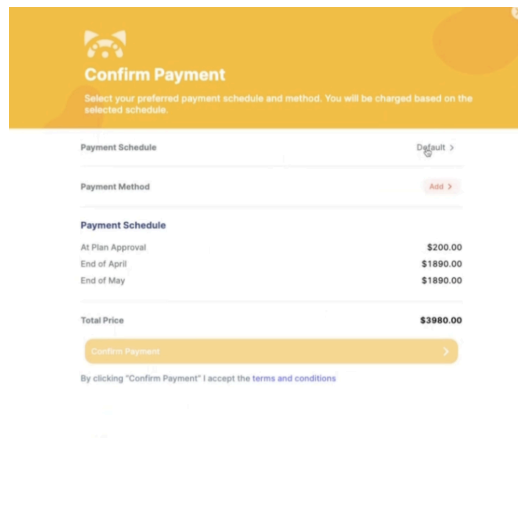 Confirm Payment
Select your preferred payment schedule and method. You will be charged based on the
selected schedule.
Payment Schedule Default >
Payment Method Add >
Payment Schedule
At Plan Approval $200.00
End of April $1890.00
End of May $1890.00
Total Price $3980.00
Confirm Payment >
By clicking "Confirm Payment" I accept the terms and conditions